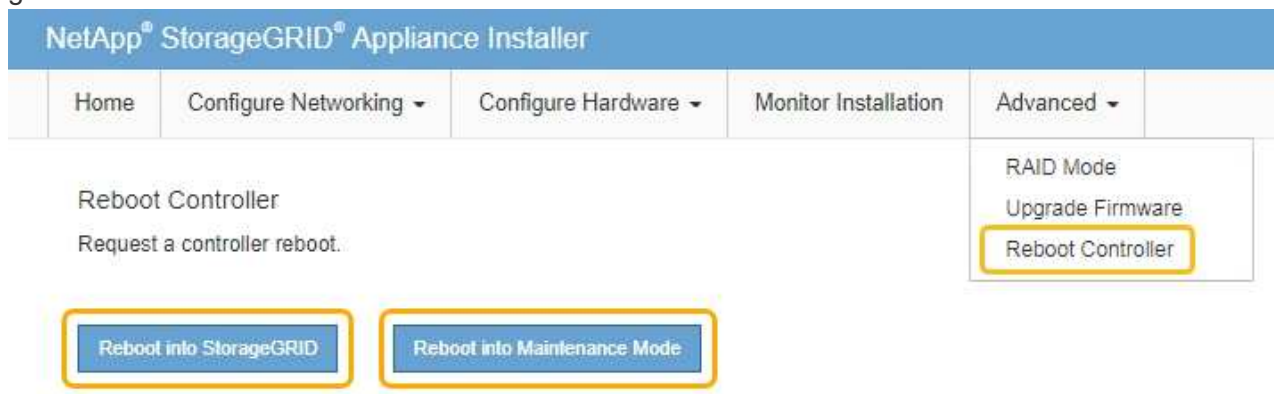 g
NetApp® StorageGRID® Appliance Installer
Home Configure Networking Configure Hardware Monitor Installation Advanced
RAID Mode
Upgrade Firmware
Reboot Controller
Reboot Controller
Request a controller reboot.
Reboot into StorageGRID Reboot into Maintenance Mode